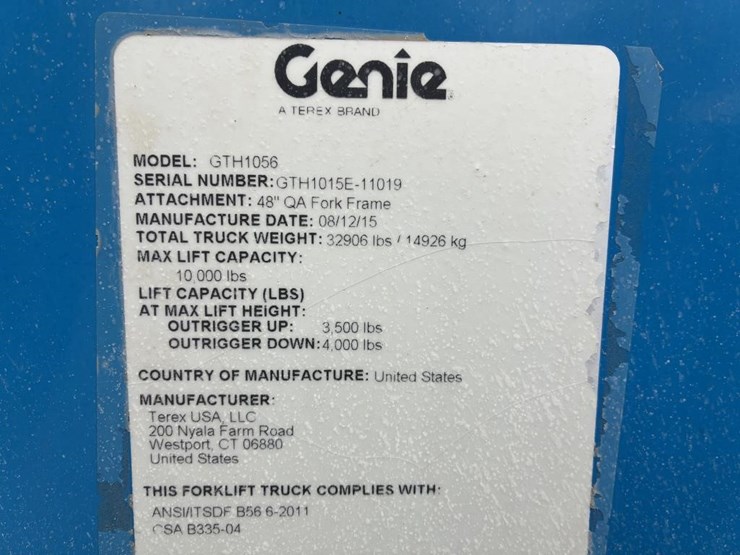 Genie
A TEREX BRAND
MODEL: GTH1056
SERIAL NUMBER: GTH1015E-11019
ATTACHMENT: 48" QA Fork Frame
MANUFACTURE DATE: 08/12/15
TOTAL TRUCK WEIGHT: 32906 lbs / 14926 kg
MAX LIFT CAPACITY:
10,000 lbs
LIFT CAPACITY (LBS)
AT MAX LIFT HEIGHT:
OUTRIGGER UP: 3,500 lbs
OUTRIGGER DOWN: 4,000 lbs
COUNTRY OF MANUFACTURE: United States
MANUFACTURER:
Terex USA, LLC
200 Nyala Farm Road
Westport, CT 06880
United States
THIS FORKLIFT TRUCK COMPLIES WITH:
ANSI/ITSDF B56.6-2011
CSA B335-04